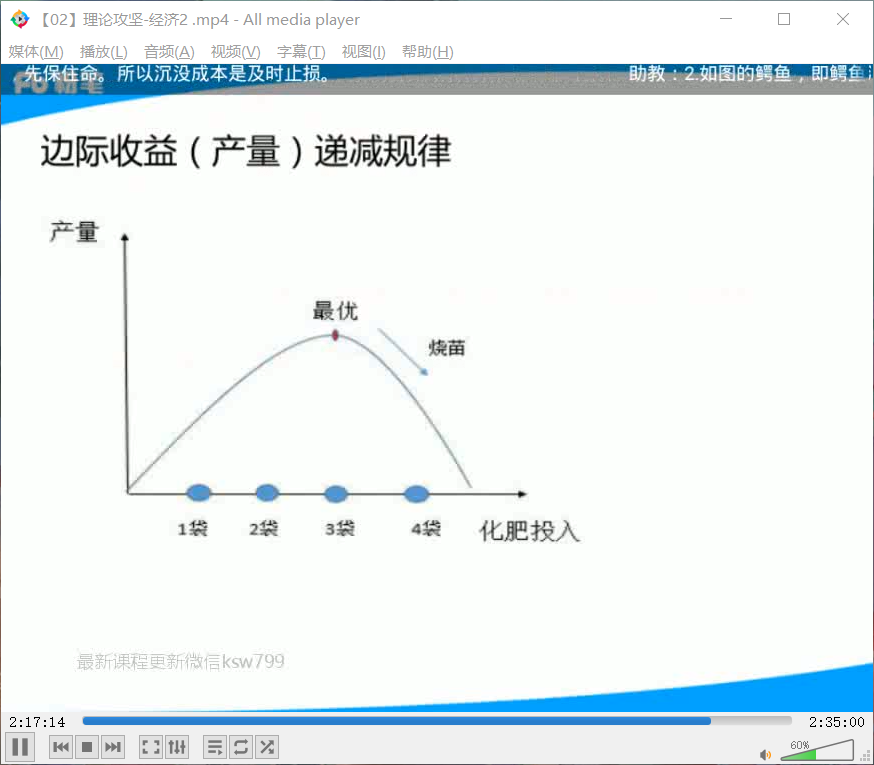 【02】理论攻坚-经济2 .mp4 - All media player
媒体(M) 播放(L) 音频(A) 视频(V) 字幕(T) 视图(I) 帮助(H)
先保住命。所以沉没成本是及时止损。
助教：2.如图的鳄鱼，即鳄鱼
边际收益（产量）递减规律
产量
最优
烧苗
1袋 2袋 3袋 4袋 化肥投入
最新课程更新微信ksw799
2:17:14 2:35:00
60%